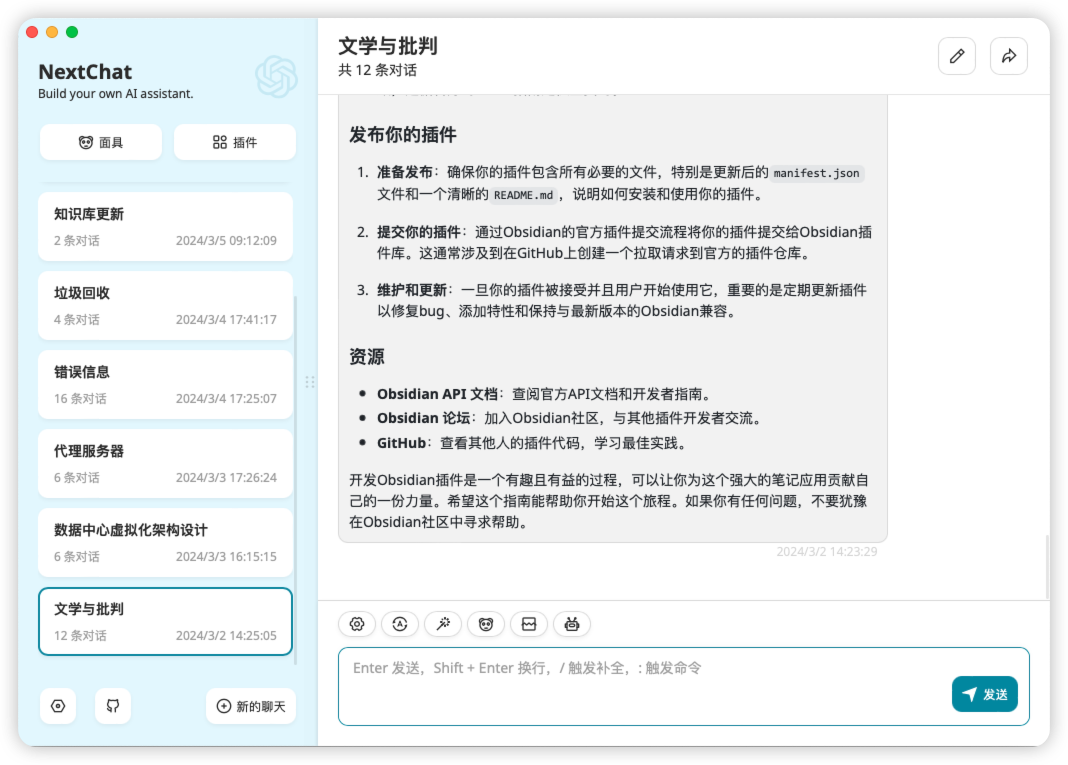 NextChat
Build your own AI assistant.
面具
插件
知识库更新
2 条对话
2024/3/5 09:12:09
垃圾回收
4 条对话
2024/3/4 17:41:17
错误信息
16 条对话
2024/3/4 17:25:07
代理服务器
6 条对话
2024/3/3 17:26:24
数据中心虚拟化架构设计
6 条对话
2024/3/3 16:15:15
文学与批判
12 条对话
2024/3/2 14:25:05
新的聊天
文学与批判
共 12 条对话
发布你的插件
1. 准备发布：确保你的插件包含所有必要的文件，特别是更新后的 manifest.json
文件和一个清晰的 README.md ，说明如何安装和使用你的插件。
2. 提交你的插件：通过Obsidian的官方插件提交流程将你的插件提交给Obsidian插
件库。这通常涉及到在GitHub上创建一个拉取请求到官方的插件仓库。
3. 维护和更新：一旦你的插件被接受并且用户开始使用它，重要的是定期更新插件
以修复bug、添加特性和保持与最新版本的Obsidian兼容。
资源
• Obsidian API 文档：查阅官方API文档和开发者指南。
• Obsidian 论坛：加入Obsidian社区，与其他插件开发者交流。
• GitHub：查看其他人的插件代码，学习最佳实践。
开发Obsidian插件是一个有趣且有益的过程，可以让你为这个强大的笔记应用贡献自
己的一份力量。希望这个指南能帮助你开始这个旅程。如果你有任何问题，不要犹豫
在Obsidian社区中寻求帮助。
2024/3/2 14:23:29
Enter 发送，Shift + Enter 换行，/ 触发补全，: 触发命令
发送